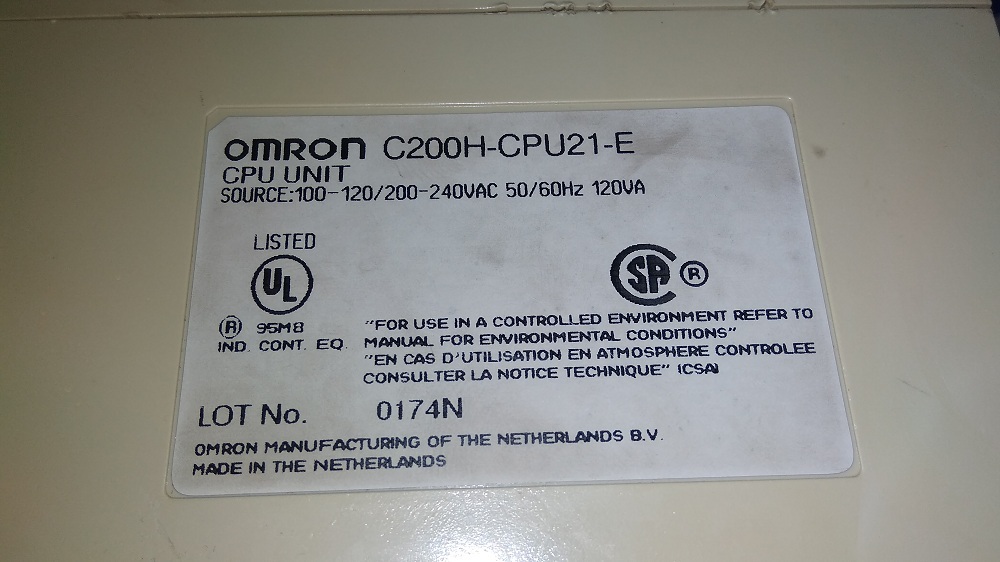 OMRON C200H-CPU21-E
CPU UNIT
SOURCE:100-120/200-240VAC 50/60Hz 120VA
LISTED
UL
SA ®
® 95M8
IND. CONT. EQ.
"FOR USE IN A CONTROLLED ENVIRONMENT REFER TO
MANUAL FOR ENVIRONMENTAL CONDITIONS"
"EN CAS D'UTILISATION EN ATMOSPHERE CONTROLEE
CONSULTER LA NOTICE TECHNIQUE" (CSA)
LOT No. 0174N
OMRON MANUFACTURING OF THE NETHERLANDS B.V.
MADE IN THE NETHERLANDS